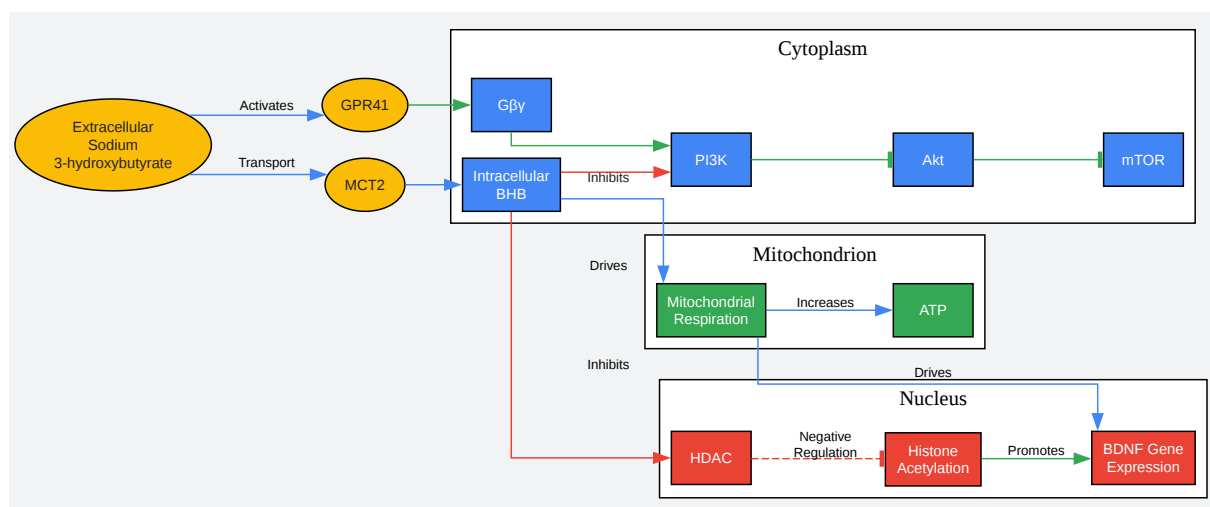 Cytoplasm
Extracellular
Sodium
3-hydroxybutyrate
Activates
GPR41
Gβγ
Transport
MCT2
Intracellular
BHB
Inhibits
PI3K
Akt
mTOR
Mitochondrion
Drives
Mitochondrial
Respiration
Increases
ATP
Inhibits
Drives
Nucleus
HDAC
Negative
Regulation
Histone
Acetylation
Promotes
BDNF Gene
Expression